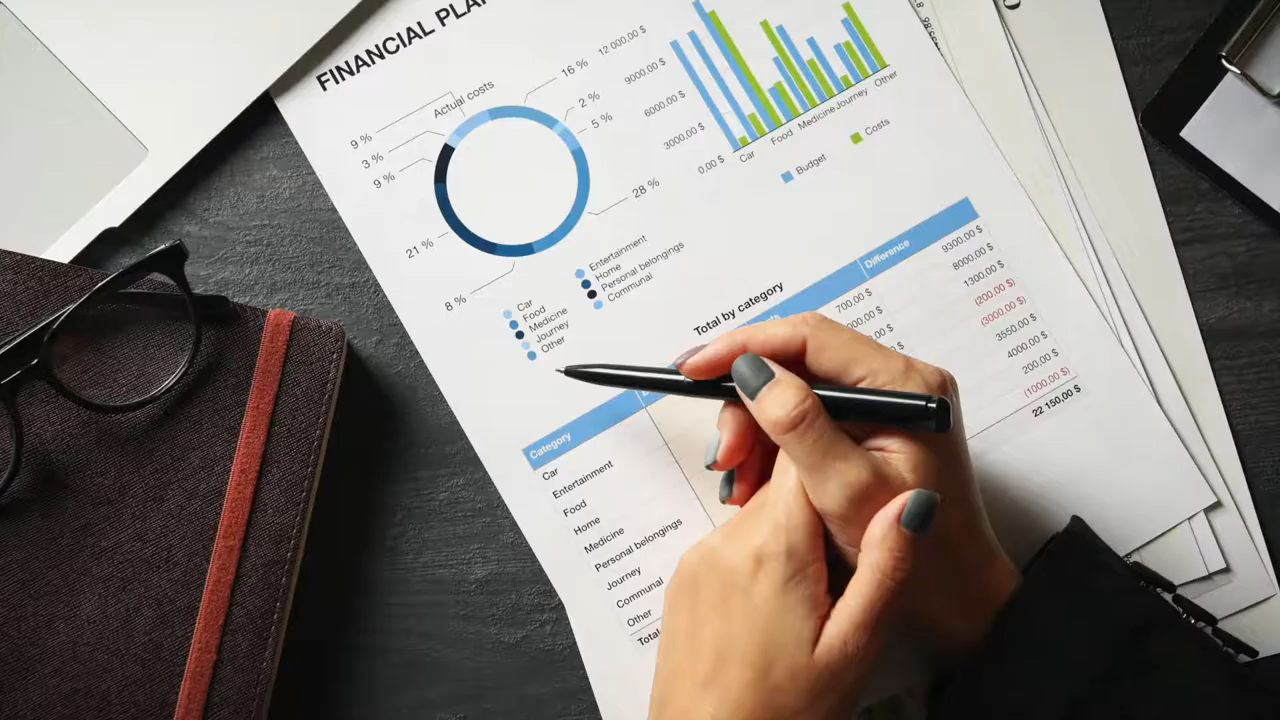 FINANCIAL PLA
Actual costs
16 %
2 %
5 %
28 %
8 %
21 %
9 %
3 %
9 %
Car
Food
Medicine
Journey
Other
Entertainment
Home
Personal belongings
Communal
12 000.00 $
9000.00 $
6000.00 $
3000.00 $
0.00 $
Car
Food
Medicine
Journey
Other
Budget
Costs
Total by category
Category
Difference
Car
9300,00 $
Entertainment
700,00 $
8000,00 $
Food
1300,00 $
Home
(200,00 $)
Medicine
(3000,00 $)
Personal belongings
3550,00 $
Journey
4000,00 $
Communal
200,00 $
Other
(1000,00 $)
Total
22 150,00 $